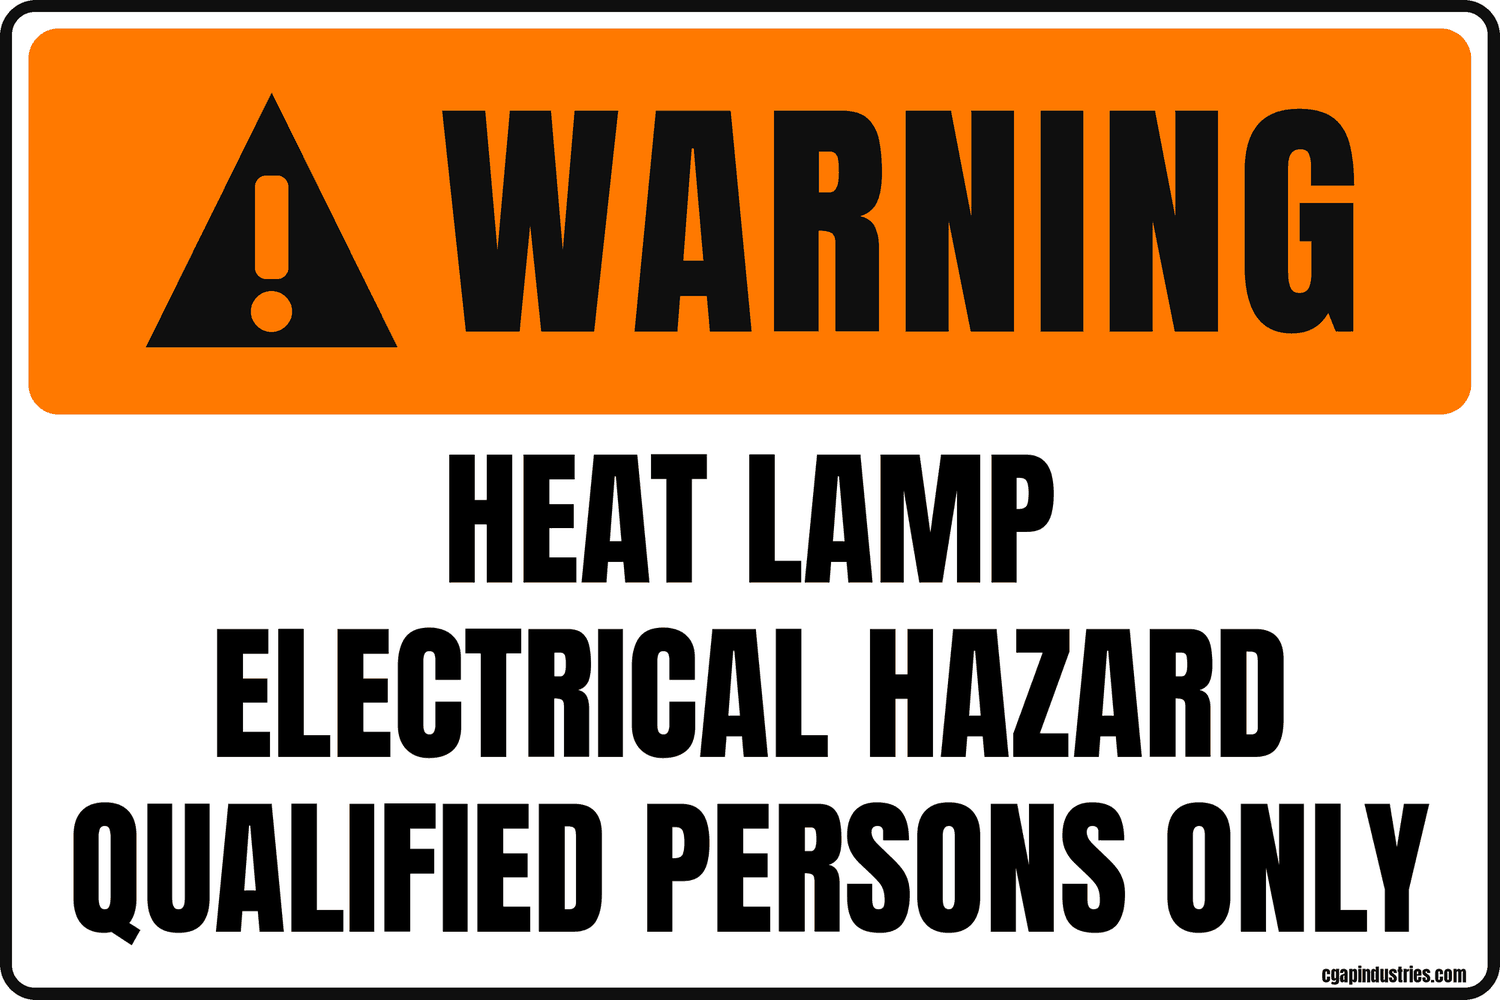 WARNING
HEAT LAMP
ELECTRICAL HAZARD
QUALIFIED PERSONS ONLY
cgapindustries.com